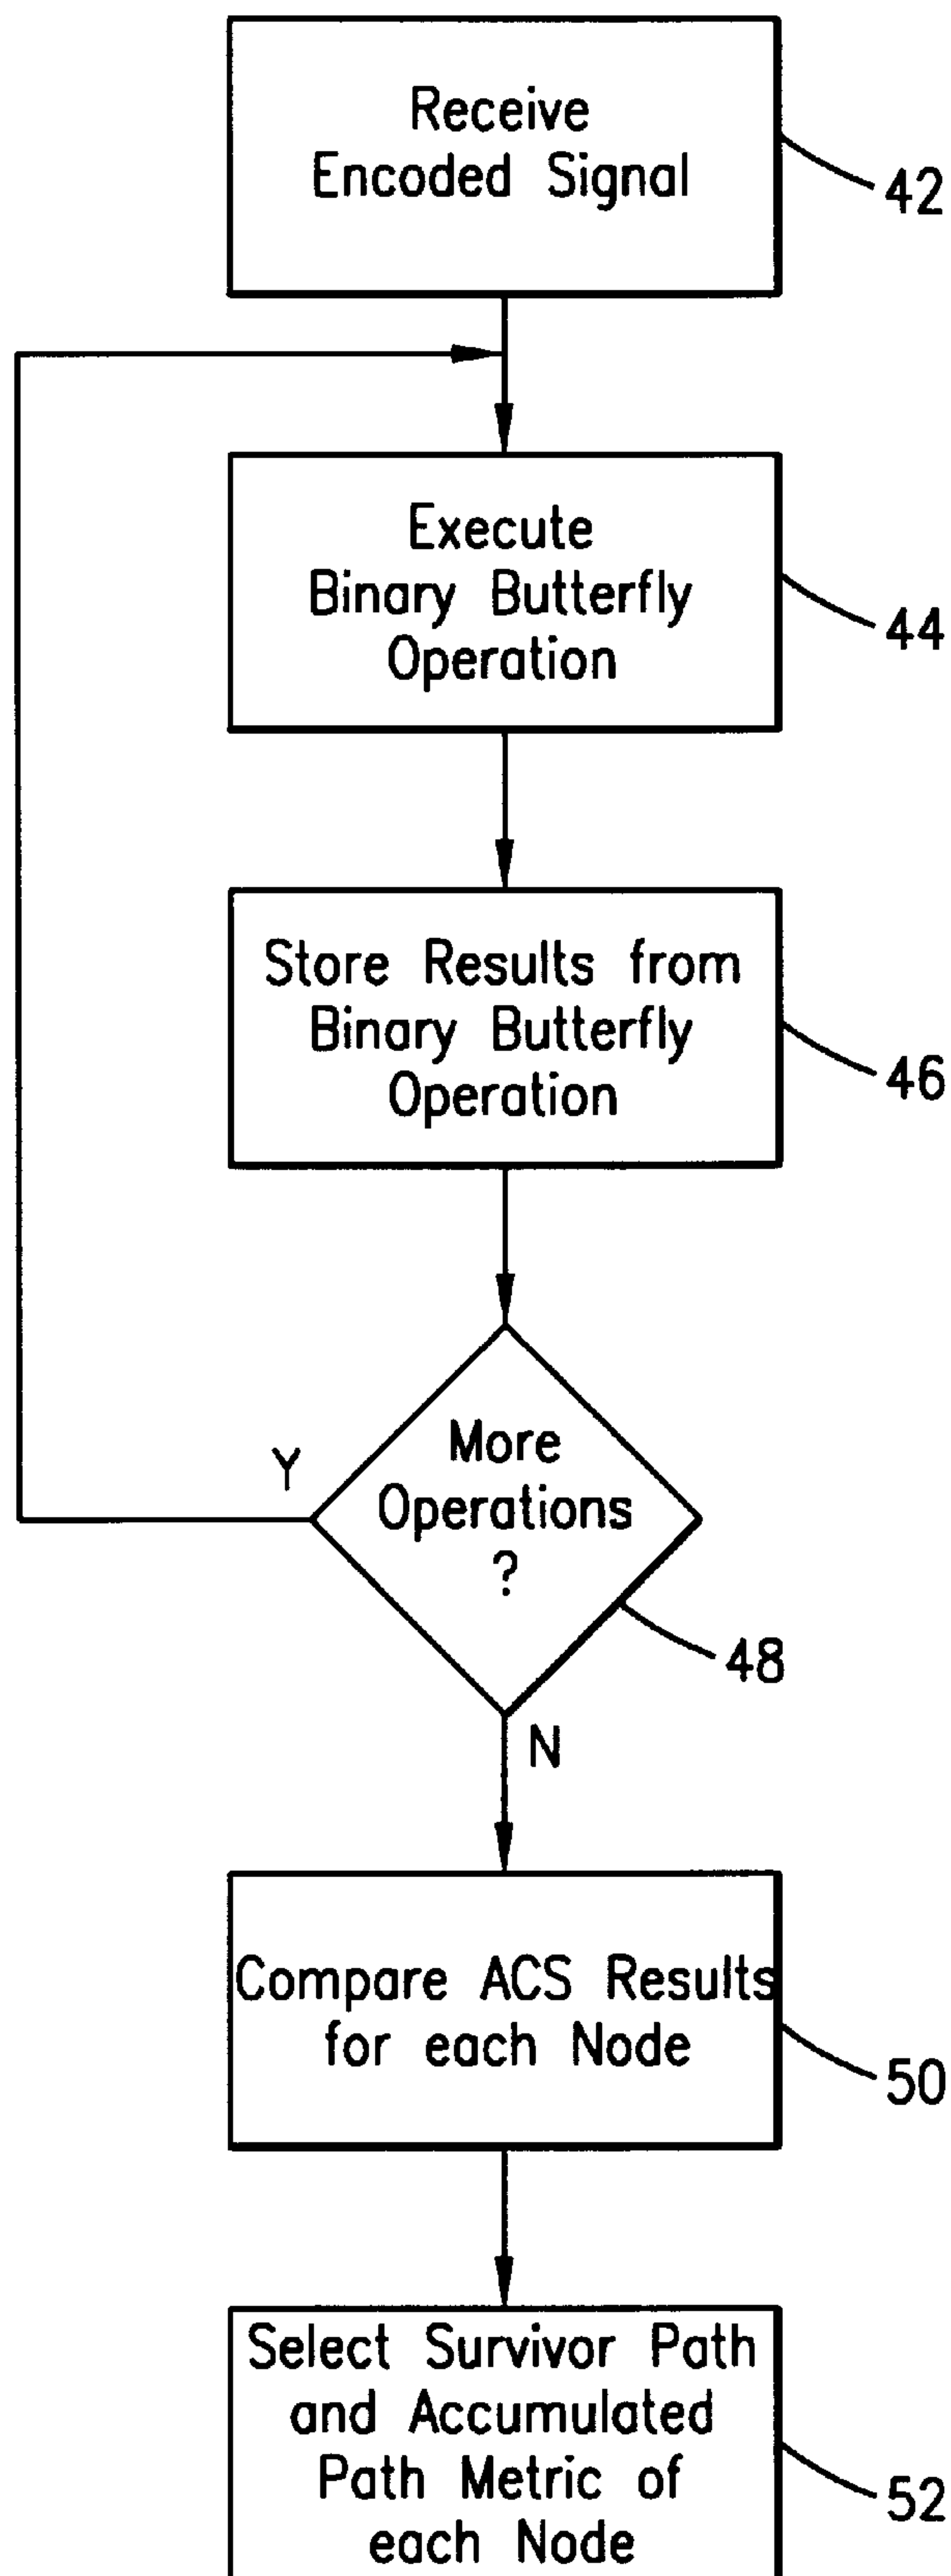 Receive
Encoded Signal
42
Execute
Binary Butterfly
Operation
44
Store Results from
Binary Butterfly
Operation
46
More
Operations
?
Y
48
N
Compare ACS Results
for each Node
50
Select Survivor Path
and Accumulated
Path Metric of
each Node
52